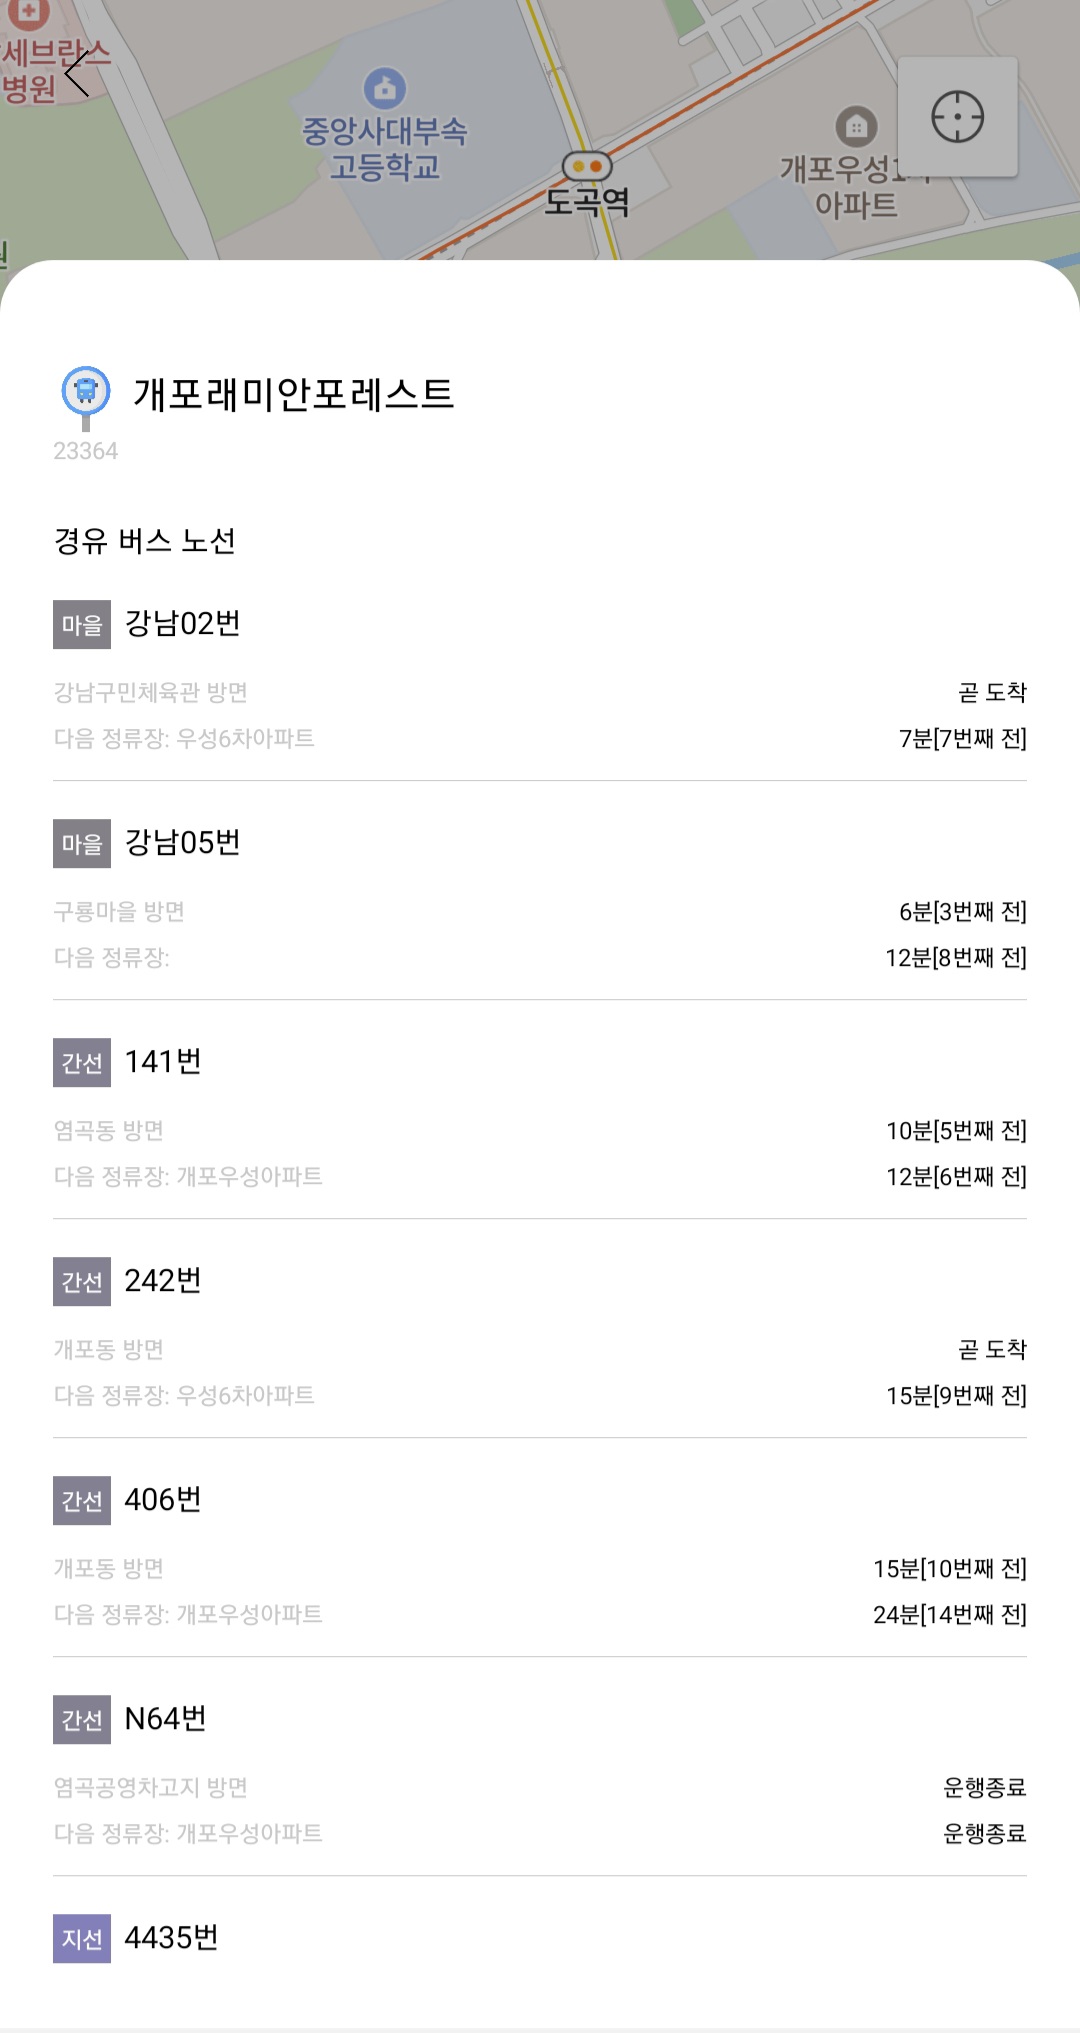 세브란스
병원
중앙사대부속
고등학교
도곡역
개포우성1차
아파트
개포래미안포레스트
23364
경유 버스 노선
마을 강남02번
강남구민체육관 방면 곧 도착
다음 정류장: 우성6차아파트 7분[7번째 전]
마을 강남05번
구룡마을 방면 6분[3번째 전]
다음 정류장: 12분[8번째 전]
간선 141번
염곡동 방면 10분[5번째 전]
다음 정류장: 개포우성아파트 12분[6번째 전]
간선 242번
개포동 방면 곧 도착
다음 정류장: 우성6차아파트 15분[9번째 전]
간선 406번
개포동 방면 15분[10번째 전]
다음 정류장: 개포우성아파트 24분[14번째 전]
간선 N64번
염곡공영차고지 방면 운행종료
다음 정류장: 개포우성아파트 운행종료
지선 4435번